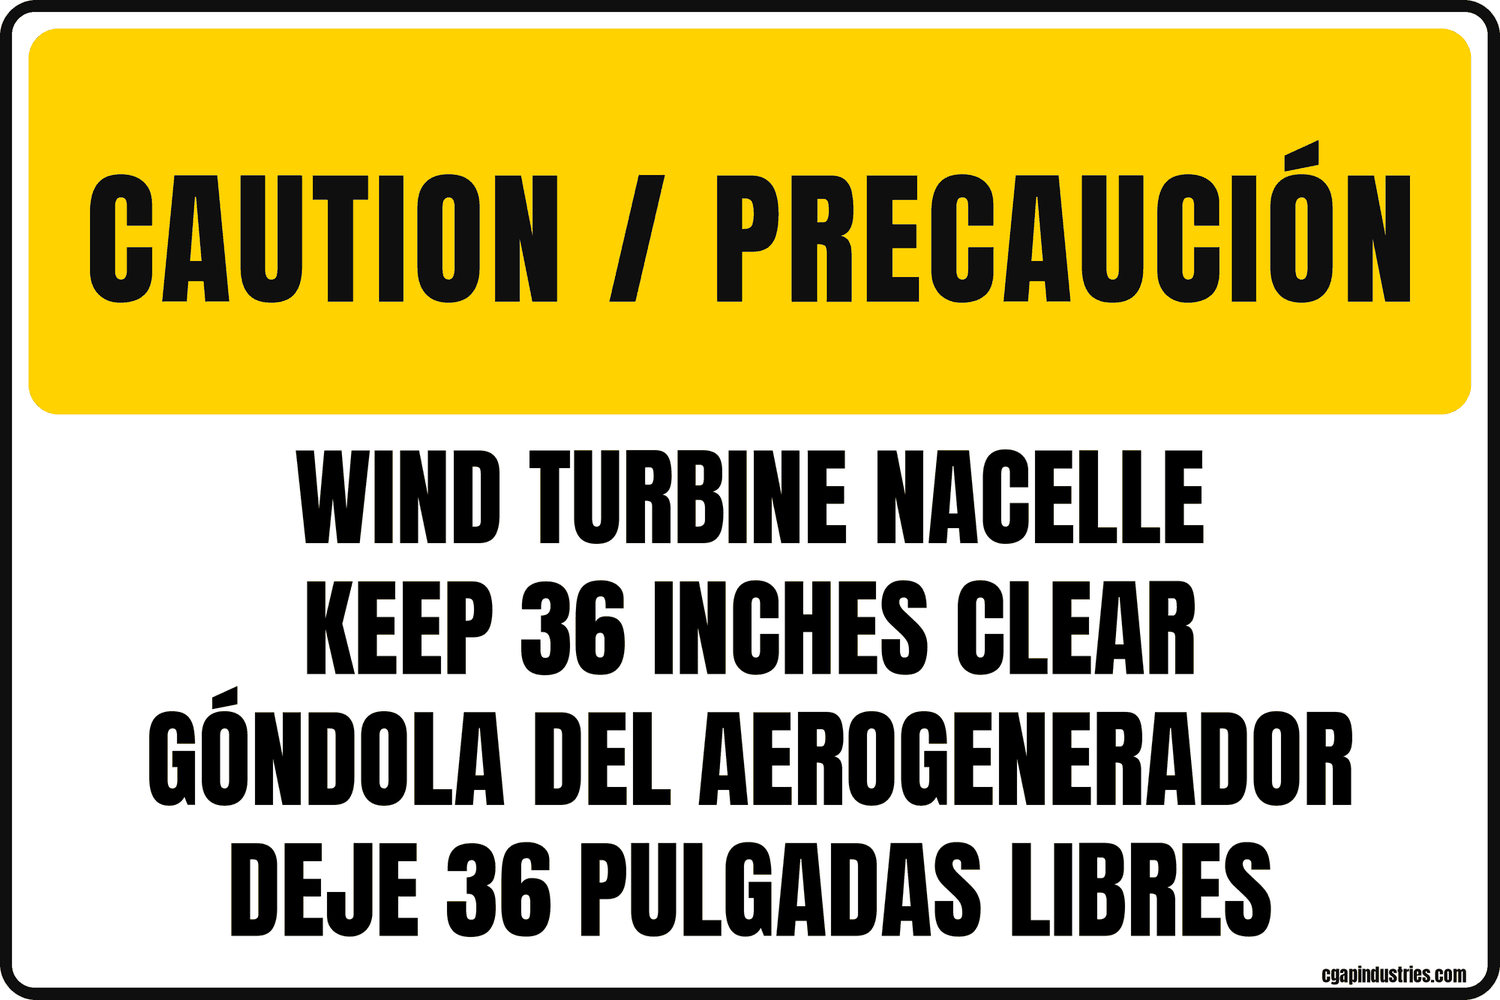 CAUTION / PRECAUCIÓN
WIND TURBINE NACELLE
KEEP 36 INCHES CLEAR
GÓNDOLA DEL AEROGENERADOR
DEJE 36 PULGADAS LIBRES
cgapindustries.com